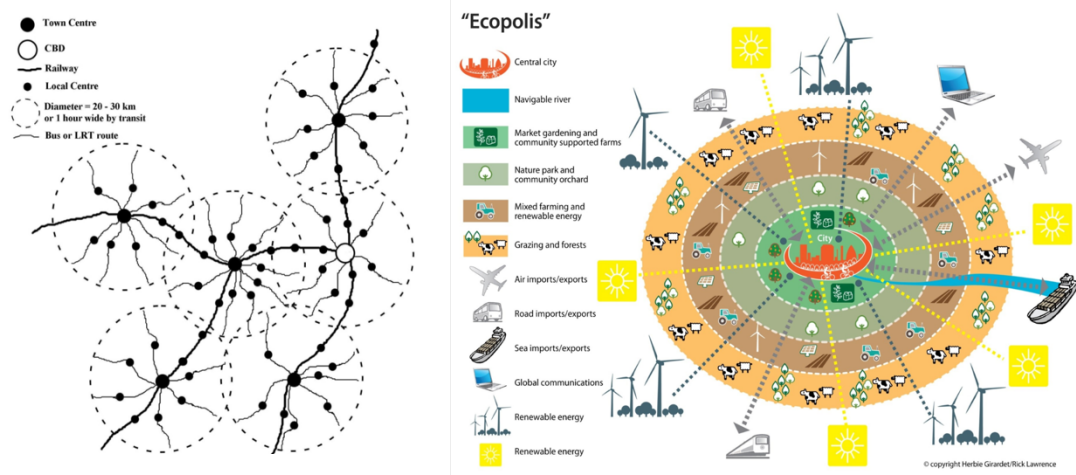 Town Centre
CBD
Railway
Local Centre
Diameter = 20 - 30 km
or 1 hour wide by transit
Bus or LRT route
“Ecopolis”
Central city
Navigable river
Market gardening and
community supported farms
Nature park and
community orchard
Mixed farming and
renewable energy
Grazing and forests
Air imports/exports
Road imports/exports
Sea imports/exports
Global communications
Renewable energy
Renewable energy
City
© copyright Herbie Girardet/Rick Lawrence